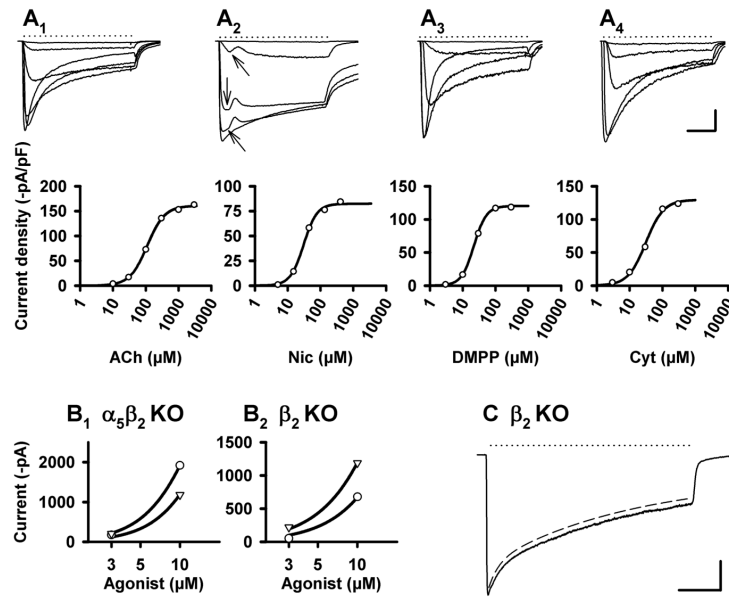 A1 A2 A3 A4
Current density (-pA/pF)
200 150 100 50 0
1 10 100 1000 10000
ACh (µM)
100 75 50 25 0
1 10 100 1000 10000
Nic (µM)
150 100 50 0
1 10 100 1000 10000
DMPP (µM)
150 100 50 0
1 10 100 1000 10000
Cyt (µM)
B1 α5β2 KO
Current (-pA)
2000 1000 0
3 5 10
Agonist (µM)
B2 β2 KO
1500 1000 500 0
3 5 10
Agonist (µM)
C β2 KO